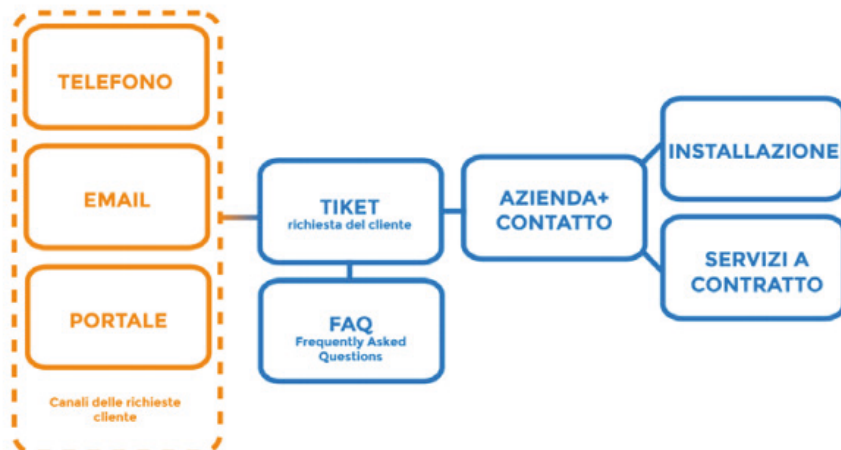 TELEFONO
EMAIL
PORTALE
Canali delle richieste
cliente
TIKET
richiesta del cliente
FAQ
Frequently Asked
Questions
AZIENDA+
CONTATTO
INSTALLAZIONE
SERVIZI A
CONTRATTO